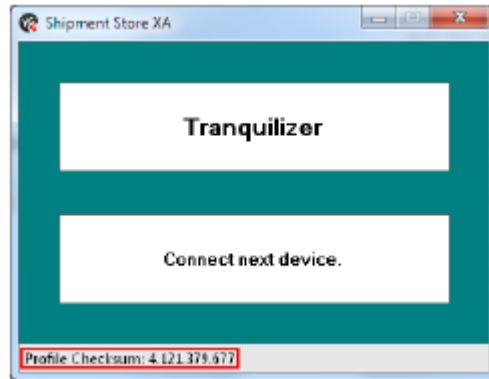 Shipment Store XA
Tranquilizer
Connect next device.
Profile Checksum: 4.121.379.677